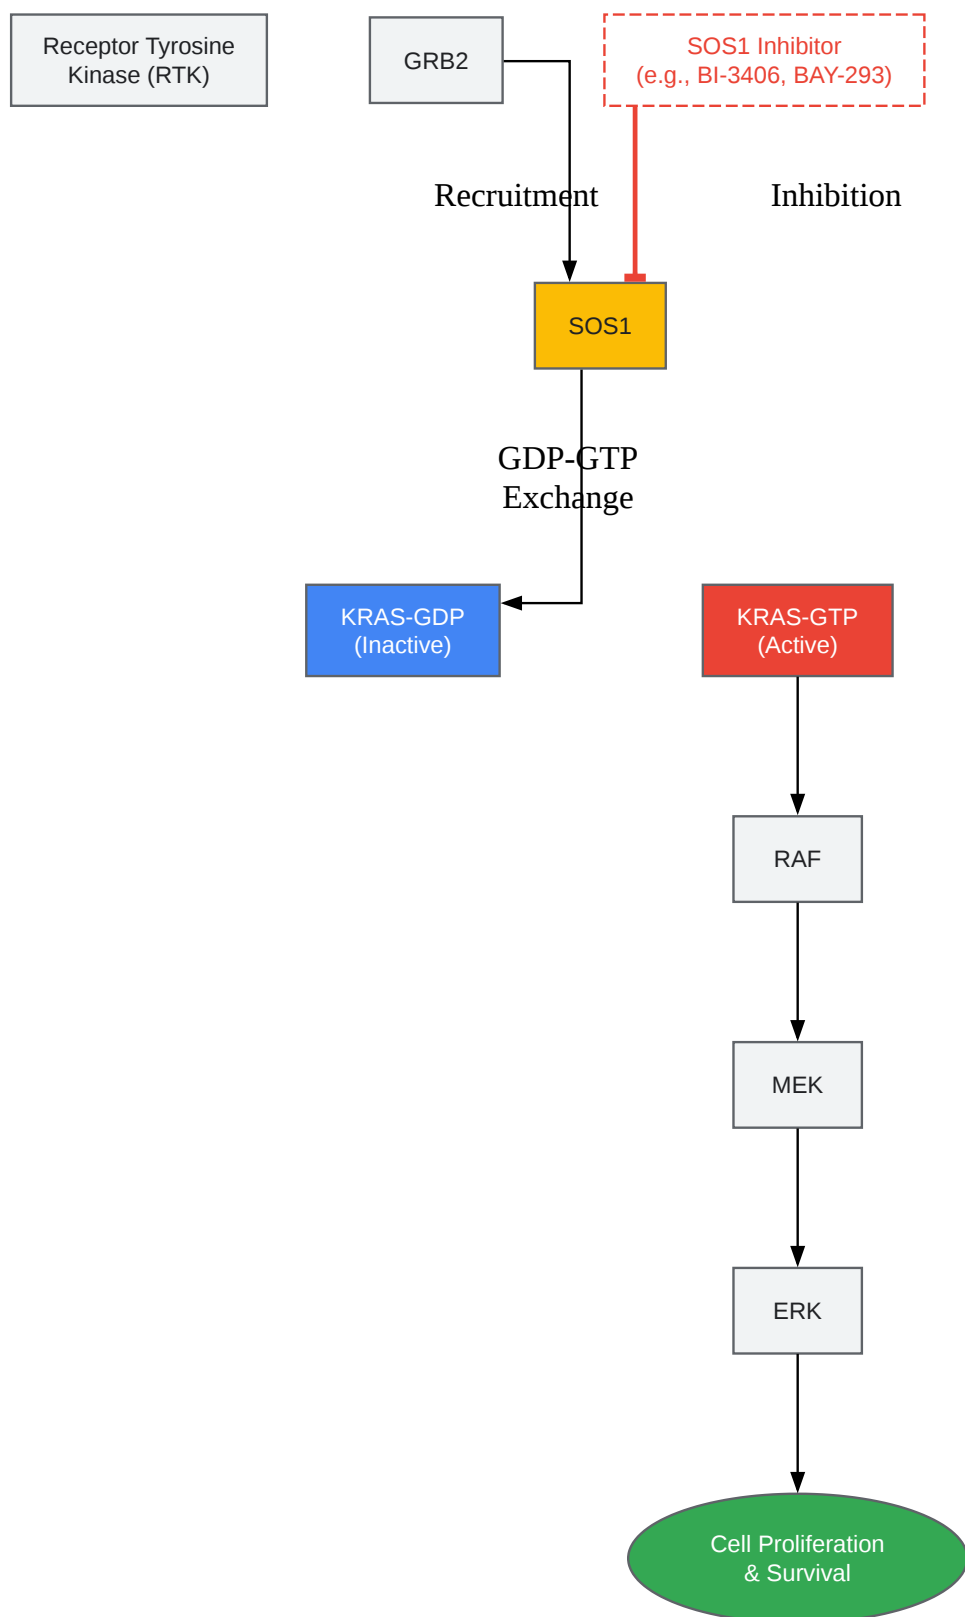 Receptor Tyrosine
Kinase (RTK)
GRB2
SOS1 Inhibitor
(e.g., BI-3406, BAY-293)
Recruitment
Inhibition
SOS1
GDP-GTP
Exchange
KRAS-GDP
(Inactive)
KRAS-GTP
(Active)
RAF
MEK
ERK
Cell Proliferation
& Survival